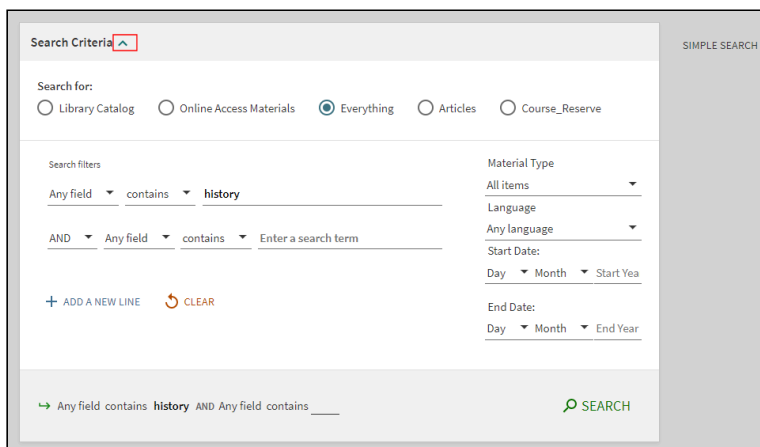 Search Criteria
SIMPLE SEARCH
Search for:
Library Catalog Online Access Materials Everything Articles Course_Reserve
Search filters
Any field contains history
AND Any field contains Enter a search term
+ ADD A NEW LINE CLEAR
Material Type
All items
Language
Any language
Start Date:
Day Month Start Yea
End Date:
Day Month End Year
Any field contains history AND Any field contains ____
SEARCH